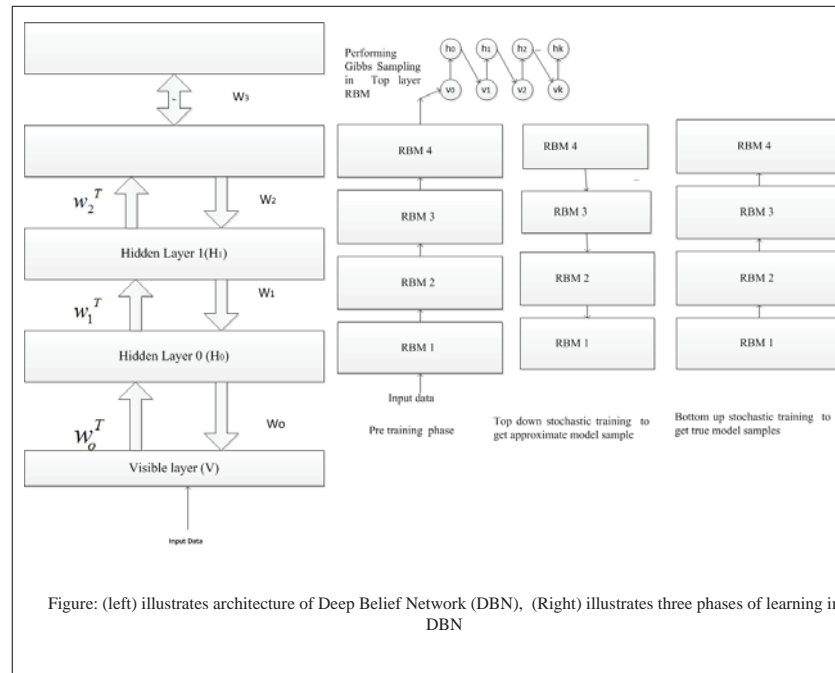 W₃
w₂ᵀ
W₂
Hidden Layer 1(H₁)
w₁ᵀ
W₁
Hidden Layer 0 (H₀)
wₒᵀ
Wo
Visible layer (V)
Input Data
Performing
Gibbs Sampling
in Top layer
RBM
h₀ h₁ h₂ .. hk
v₀ v₁ v₂ vk
RBM 4
RBM 3
RBM 2
RBM 1
Input data
Pre training phase
RBM 4
..
RBM 3
RBM 2
RBM 1
Top down stochastic training to
get approximate model sample
RBM 4
RBM 3
RBM 2
RBM 1
Bottom up stochastic training to
get true model samples
Figure: (left) illustrates architecture of Deep Belief Network (DBN), (Right) illustrates three phases of learning in
DBN